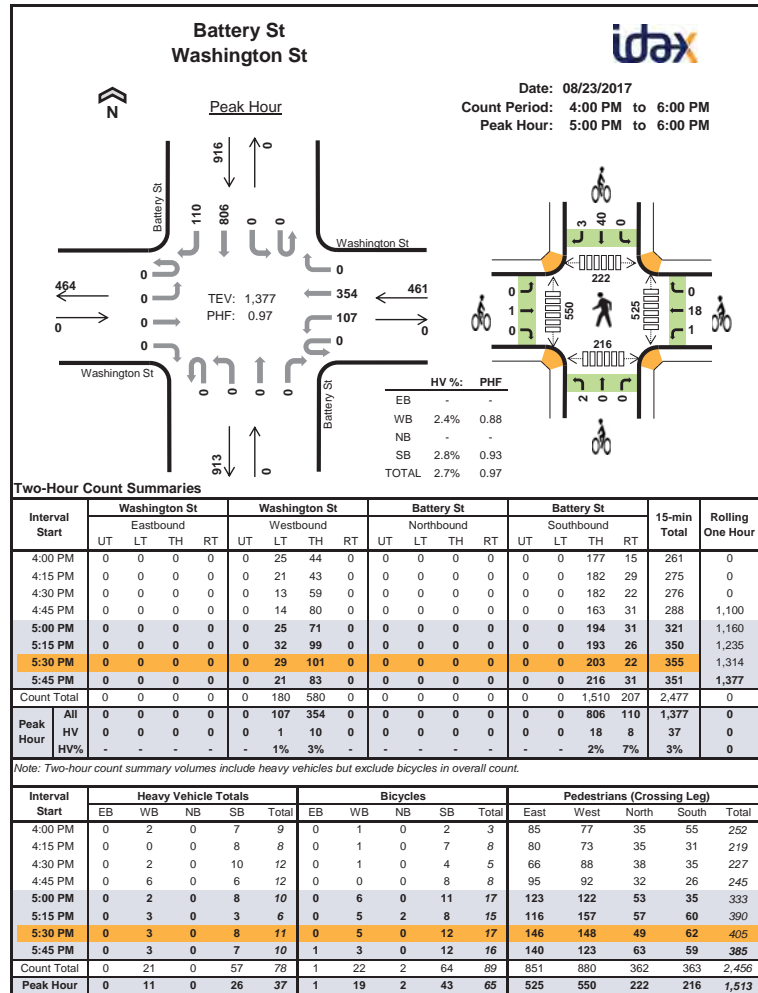 Battery St
Washington St
idax
N
Peak Hour
Date: 08/23/2017
Count Period: 4:00 PM to 6:00 PM
Peak Hour: 5:00 PM to 6:00 PM
916 0
Battery St
110 806 0 0
Washington St
0
0
0
0
464
0
354
107
0
461
0
TEV: 1,377
PHF: 0.97
Washington St
0 0 0 0
Battery St
913 0
3 40 0
222
0
1
0
550
525
0
18
1
216
2 0 0
HV %: PHF
EB - -
WB 2.4% 0.88
NB - -
SB 2.8% 0.93
TOTAL 2.7% 0.97
Two-Hour Count Summaries
Interval Start Washington St Washington St Battery St Battery St 15-min Total Rolling One Hour
Eastbound Westbound Northbound Southbound
UT LT TH RT UT LT TH RT UT LT TH RT UT LT TH RT
4:00 PM 0 0 0 0 0 25 44 0 0 0 0 0 0 0 177 15 261 0
4:15 PM 0 0 0 0 0 21 43 0 0 0 0 0 0 0 182 29 275 0
4:30 PM 0 0 0 0 0 13 59 0 0 0 0 0 0 0 182 22 276 0
4:45 PM 0 0 0 0 0 14 80 0 0 0 0 0 0 0 163 31 288 1,100
5:00 PM 0 0 0 0 0 25 71 0 0 0 0 0 0 0 194 31 321 1,160
5:15 PM 0 0 0 0 0 32 99 0 0 0 0 0 0 0 193 26 350 1,235
5:30 PM 0 0 0 0 0 29 101 0 0 0 0 0 0 0 203 22 355 1,314
5:45 PM 0 0 0 0 0 21 83 0 0 0 0 0 0 0 216 31 351 1,377
Count Total 0 0 0 0 0 180 580 0 0 0 0 0 0 0 1,510 207 2,477 0
Peak Hour All 0 0 0 0 0 107 354 0 0 0 0 0 0 0 806 110 1,377 0
HV 0 0 0 0 0 1 10 0 0 0 0 0 0 0 18 8 37 0
HV% - - - - - 1% 3% - - - - - - - 2% 7% 3% 0
Note: Two-hour count summary volumes include heavy vehicles but exclude bicycles in overall count.
Interval Start Heavy Vehicle Totals Bicycles Pedestrians (Crossing Leg)
EB WB NB SB Total EB WB NB SB Total East West North South Total
4:00 PM 0 2 0 7 9 0 1 0 2 3 85 77 35 55 252
4:15 PM 0 0 0 8 8 0 1 0 7 8 80 73 35 31 219
4:30 PM 0 2 0 10 12 0 1 0 4 5 66 88 38 35 227
4:45 PM 0 6 0 6 12 0 0 0 8 8 95 92 32 26 245
5:00 PM 0 2 0 8 10 0 6 0 11 17 123 122 53 35 333
5:15 PM 0 3 0 3 6 0 5 2 8 15 116 157 57 60 390
5:30 PM 0 3 0 8 11 0 5 0 12 17 146 148 49 62 405
5:45 PM 0 3 0 7 10 1 3 0 12 16 140 123 63 59 385
Count Total 0 21 0 57 78 1 22 2 64 89 851 880 362 363 2,456
Peak Hour 0 11 0 26 37 1 19 2 43 65 525 550 222 216 1,513